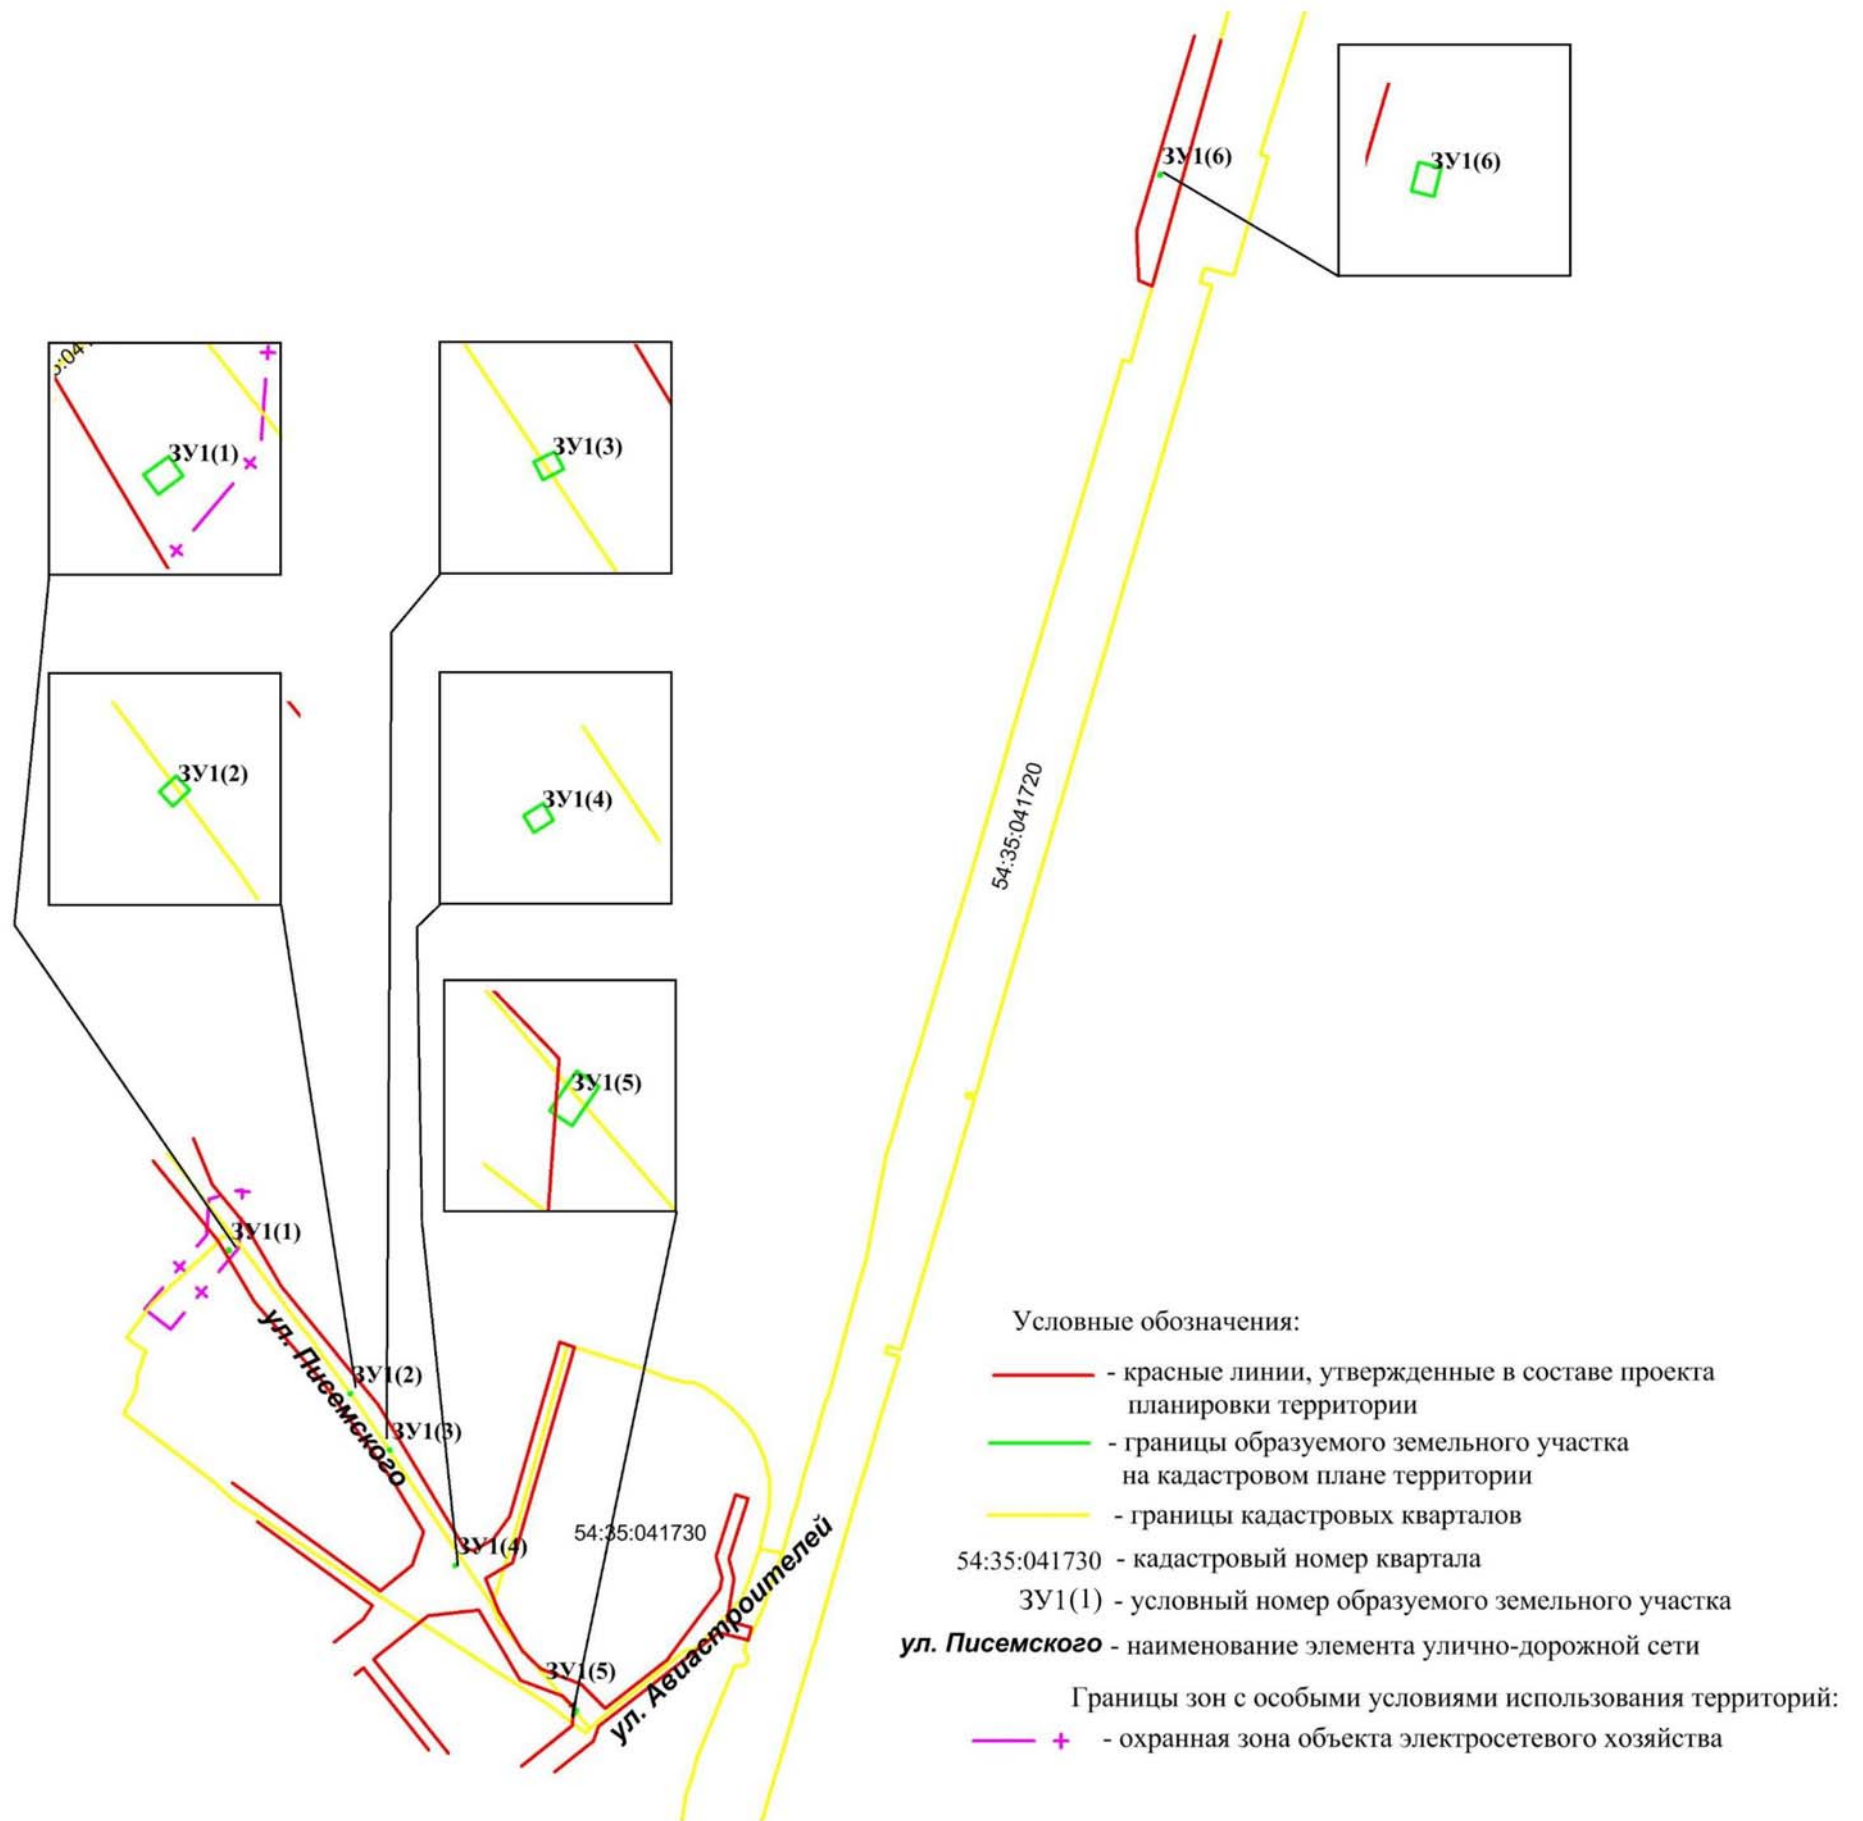 ЗУ1(6)
ЗУ1(6)
ЗУ1(1)
ЗУ1(3)
ЗУ1(2)
ЗУ1(4)
54:35:041720
ЗУ1(5)
ЗУ1(1)
ул. Писемского
ЗУ1(2)
ЗУ1(3)
ЗУ1(4)
54:35:041730
ЗУ1(5)
ул. Авиастроителей
Условные обозначения:
- красные линии, утвержденные в составе проекта
планировки территории
- границы образуемого земельного участка
на кадастровом плане территории
- границы кадастровых кварталов
54:35:041730 - кадастровый номер квартала
ЗУ1(1) - условный номер образуемого земельного участка
ул. Писемского - наименование элемента улично-дорожной сети
Границы зон с особыми условиями использования территорий:
- охранная зона объекта электросетевого хозяйства